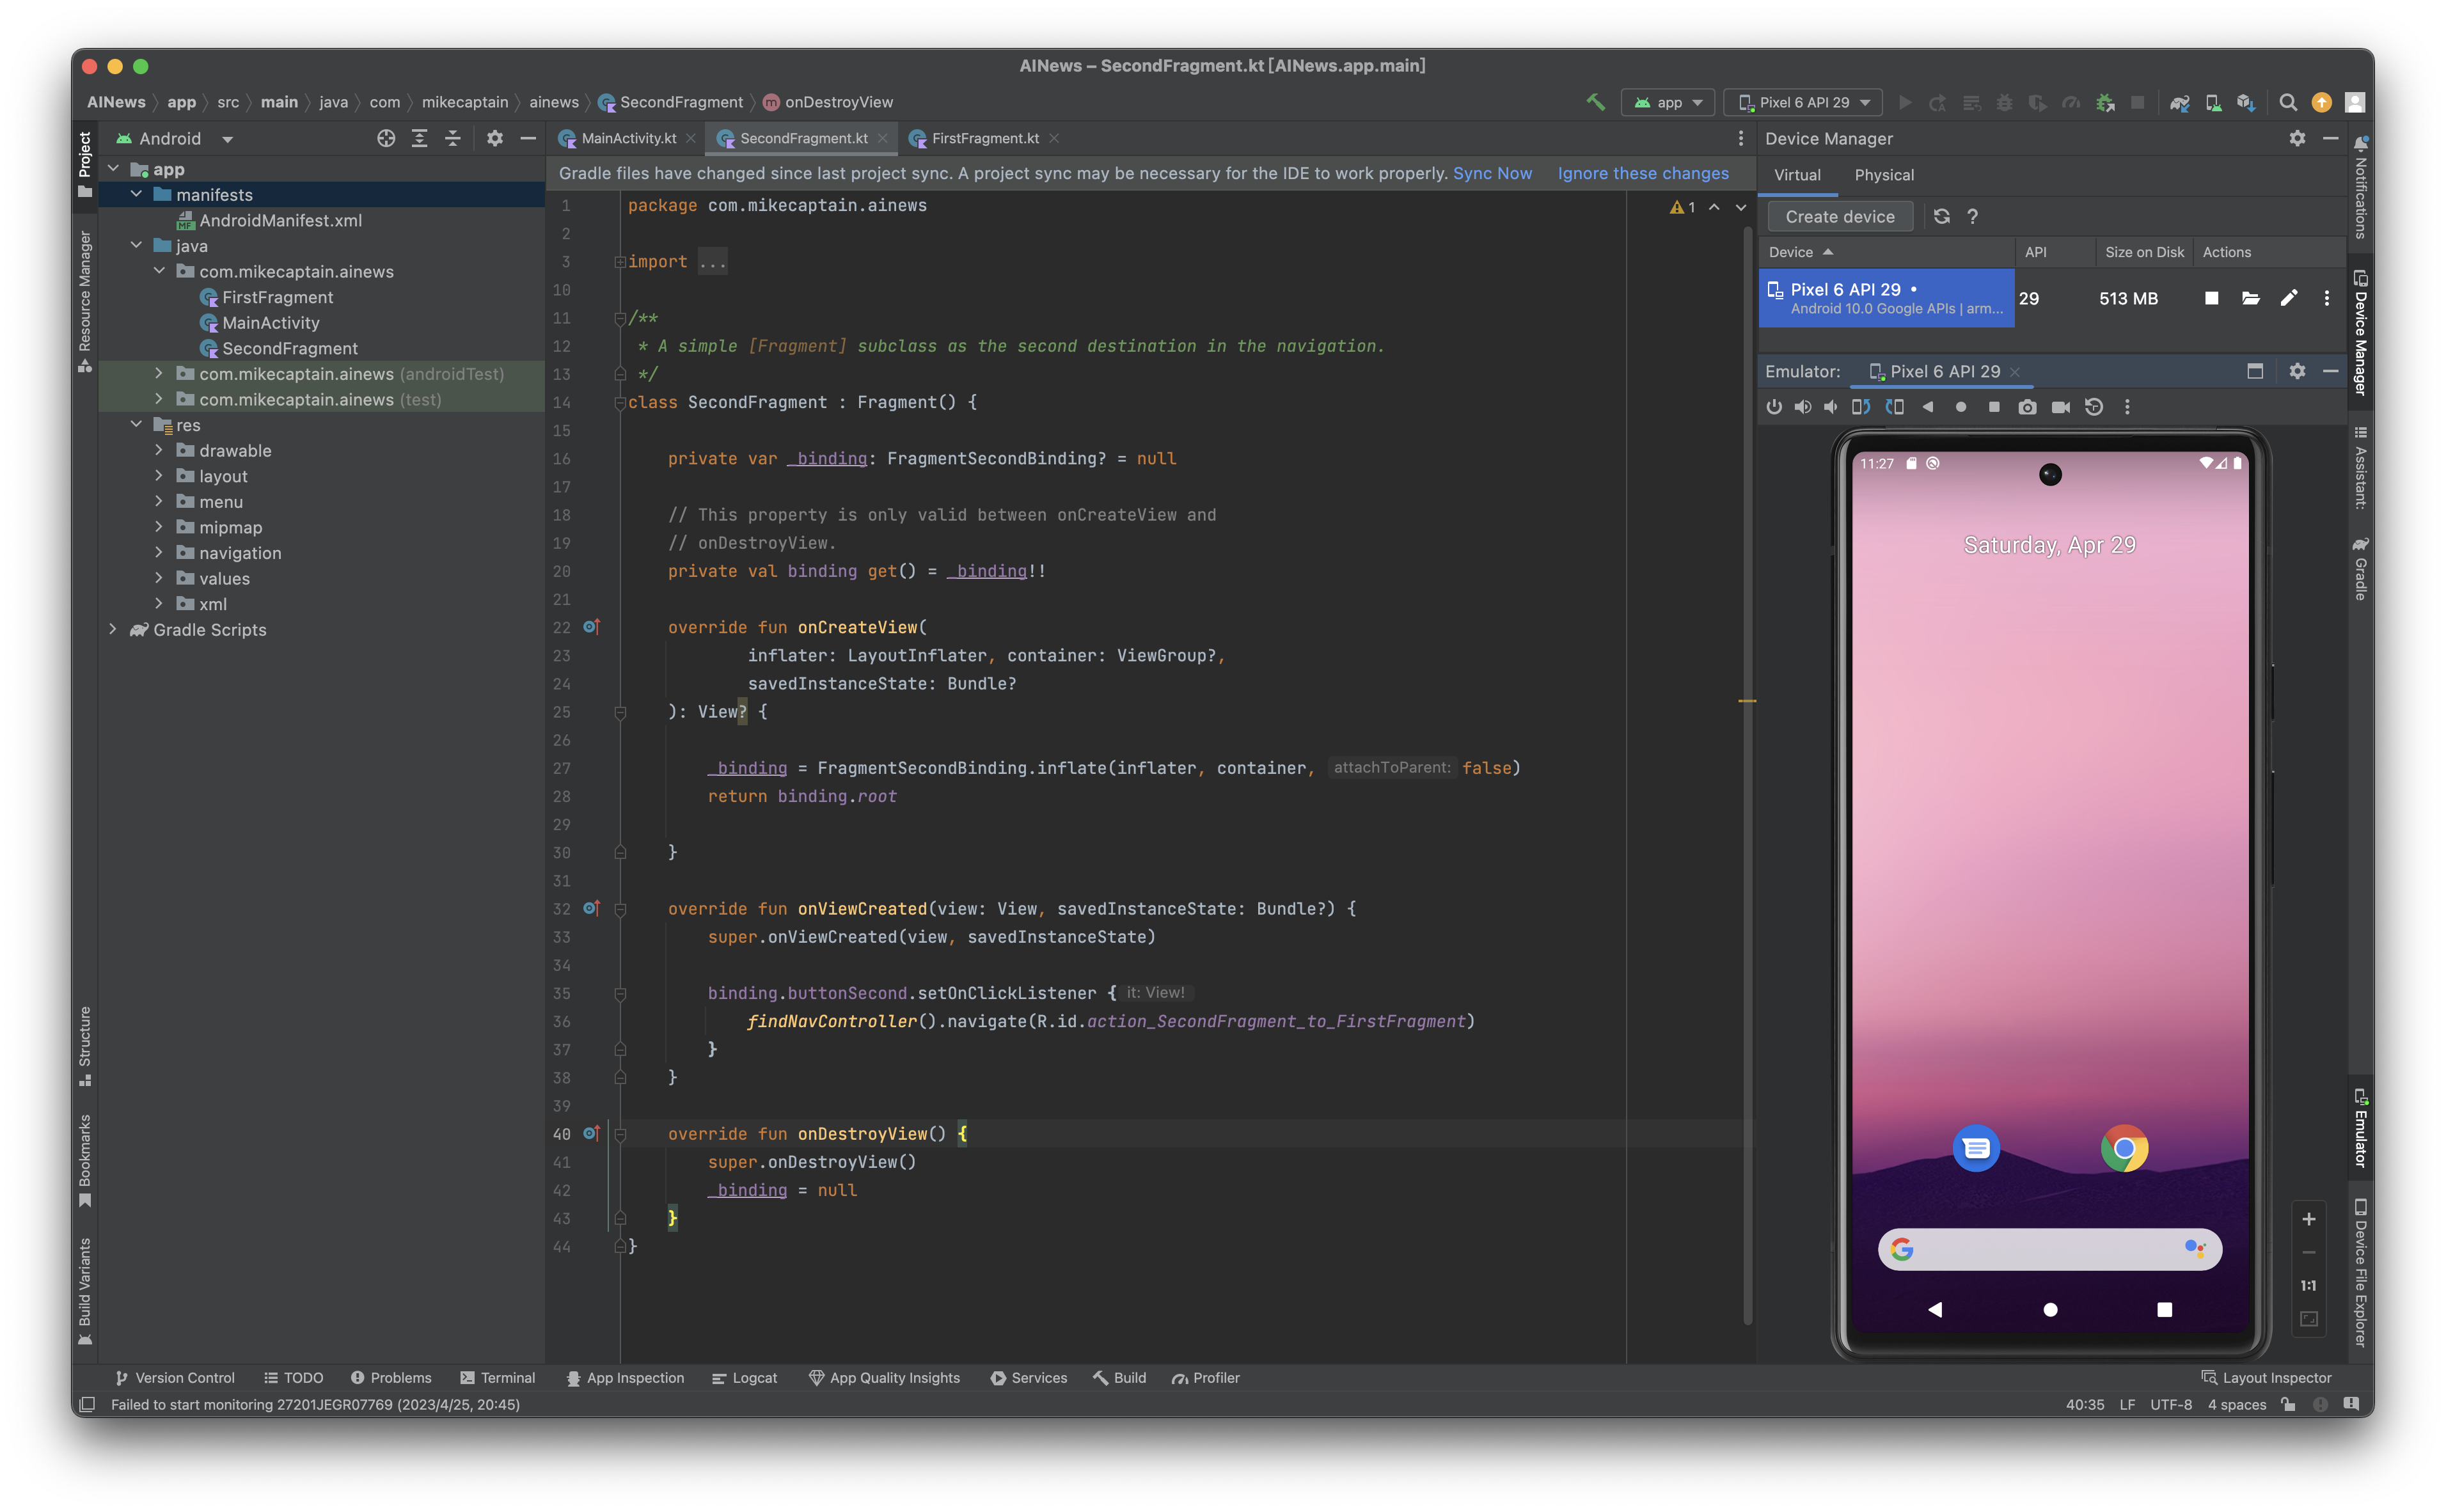 AINews – SecondFragment.kt [AINews.app.main]
AINews app src main java com mikecaptain ainews SecondFragment onDestroyView
app
Pixel 6 API 29
Project
Resource Manager
Structure
Bookmarks
Build Variants
Android
app
manifests
AndroidManifest.xml
java
com.mikecaptain.ainews
FirstFragment
MainActivity
SecondFragment
com.mikecaptain.ainews (androidTest)
com.mikecaptain.ainews (test)
res
drawable
layout
menu
mipmap
navigation
values
xml
Gradle Scripts
MainActivity.kt SecondFragment.kt FirstFragment.kt
Gradle files have changed since last project sync. A project sync may be necessary for the IDE to work properly. Sync Now Ignore these changes
1
1 package com.mikecaptain.ainews
2
3 import ...
10
11 /**
12 * A simple [Fragment] subclass as the second destination in the navigation.
13 */
14 class SecondFragment : Fragment() {
15
16 private var _binding: FragmentSecondBinding? = null
17
18 // This property is only valid between onCreateView and
19 // onDestroyView.
20 private val binding get() = _binding!!
21
22 override fun onCreateView(
23 inflater: LayoutInflater, container: ViewGroup?,
24 savedInstanceState: Bundle?
25 ): View? {
26
27 _binding = FragmentSecondBinding.inflate(inflater, container, attachToParent: false)
28 return binding.root
29
30 }
31
32 override fun onViewCreated(view: View, savedInstanceState: Bundle?) {
33 super.onViewCreated(view, savedInstanceState)
34
35 binding.buttonSecond.setOnClickListener { it: View!
36 findNavController().navigate(R.id.action_SecondFragment_to_FirstFragment)
37 }
38 }
39
40 override fun onDestroyView() {
41 super.onDestroyView()
42 _binding = null
43 }
44 }
Device Manager
Virtual Physical
Create device ?
Device API Size on Disk Actions
Pixel 6 API 29 • 29 513 MB
Android 10.0 Google APIs | arm...
Emulator: Pixel 6 API 29
11:27
Saturday, Apr 29
1:1
Notifications
Device Manager
Assistant:
Gradle
Emulator
Device File Explorer
Version Control TODO Problems Terminal App Inspection Logcat App Quality Insights Services Build Profiler Layout Inspector
Failed to start monitoring 27201JEGR07769 (2023/4/25, 20:45) 40:35 LF UTF-8 4 spaces